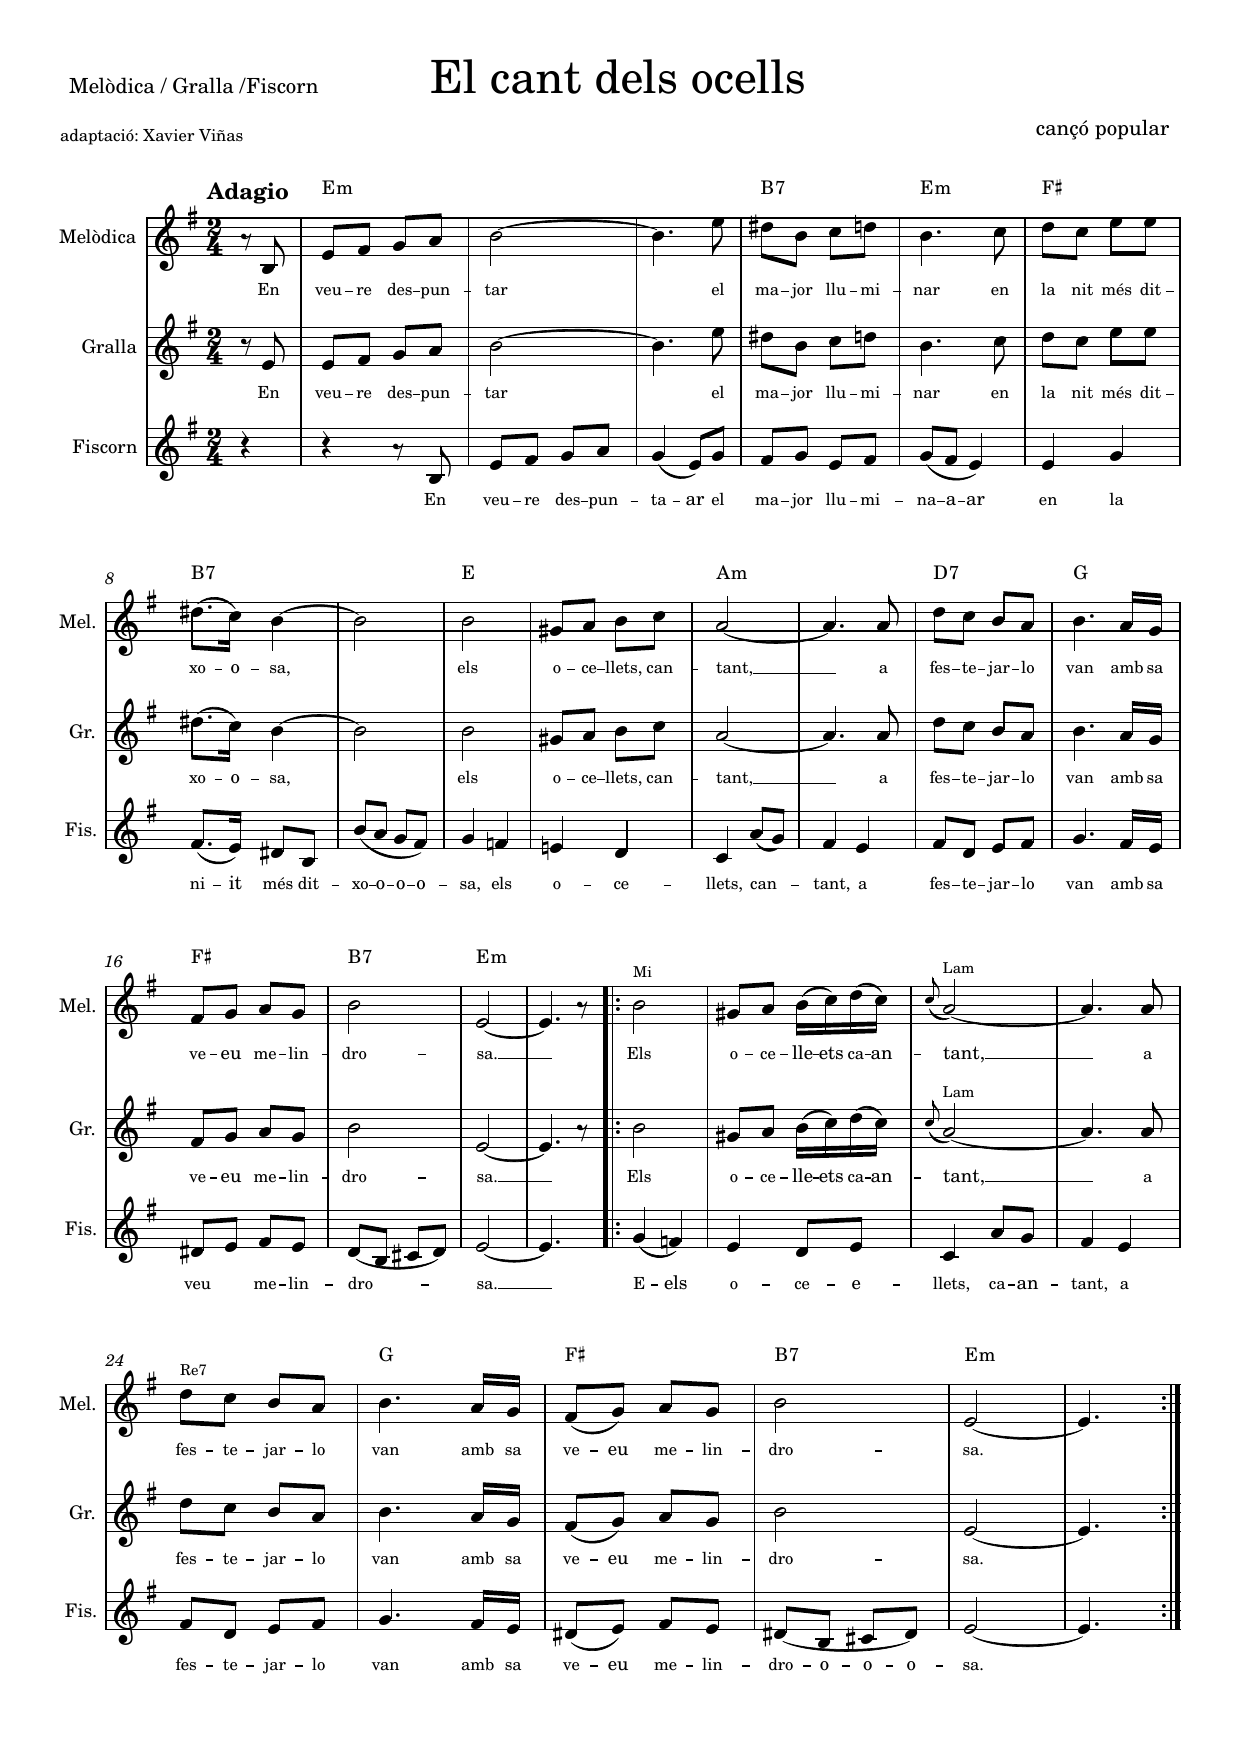 Melòdica / Gralla /Fiscorn
El cant dels ocells
adaptació: Xavier Viñas
cançó popular
Adagio
Em B7 Em F♯
Melòdica
2 4
En veu – re des – pun – tar el ma – jor llu – mi – nar en la nit més dit –
Gralla
2 4
En veu – re des – pun – tar el ma – jor llu – mi – nar en la nit més dit –
Fiscorn
2 4
En veu – re des – pun – ta – ar el ma – jor llu – mi – na – a – ar en la
8 B7 E Am D7 G
Mel.
xo – o – sa, els o – ce – llets, can – tant, a fes – te – jar – lo van amb sa
Gr.
xo – o – sa, els o – ce – llets, can – tant, a fes – te – jar – lo van amb sa
Fis.
ni – it més dit – xo – o – o – o – sa, els o – ce – llets, can – tant, a fes – te – jar – lo van amb sa
16 F♯ B7 Em Mi Lam
Mel.
ve – eu me – lin – dro – sa. Els o – ce – lle – ets ca – an – tant, a
Lam
Gr.
ve – eu me – lin – dro – sa. Els o – ce – lle – ets ca – an – tant, a
Fis.
veu me – lin – dro – sa. E – els o – ce – e – llets, ca – an – tant, a
24 Re7 G F♯ B7 Em
Mel.
fes – te – jar – lo van amb sa ve – eu me – lin – dro – sa.
Gr.
fes – te – jar – lo van amb sa ve – eu me – lin – dro – sa.
Fis.
fes – te – jar – lo van amb sa ve – eu me – lin – dro – o – o – o – sa.